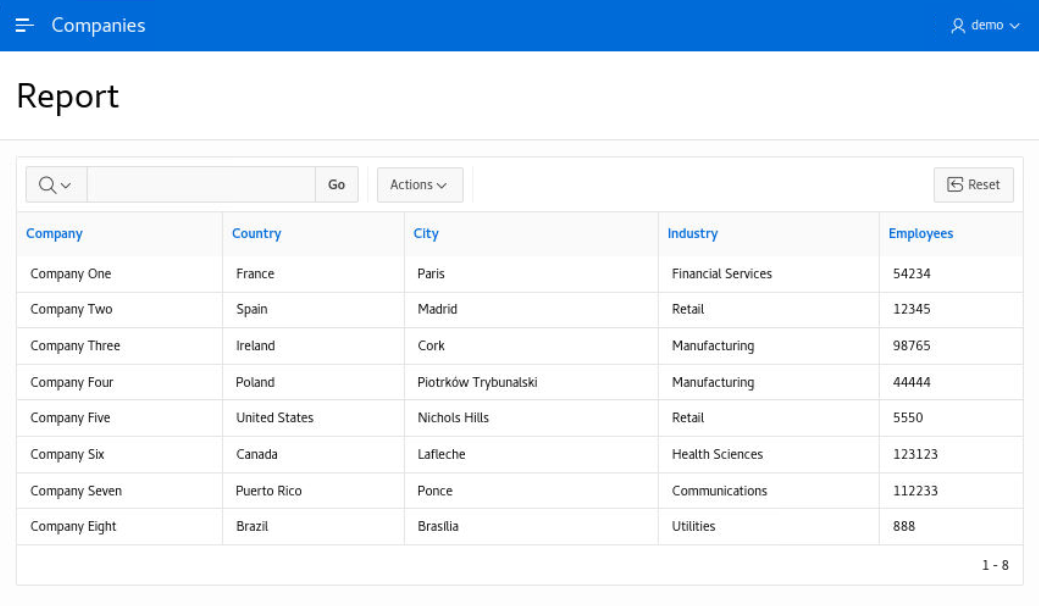 Companies demo
Report
Go Actions Reset
Company Country City Industry Employees
Company One France Paris Financial Services 54234
Company Two Spain Madrid Retail 12345
Company Three Ireland Cork Manufacturing 98765
Company Four Poland Piotrków Trybunalski Manufacturing 44444
Company Five United States Nichols Hills Retail 5550
Company Six Canada Lafleche Health Sciences 123123
Company Seven Puerto Rico Ponce Communications 112233
Company Eight Brazil Brasília Utilities 888
1 - 8